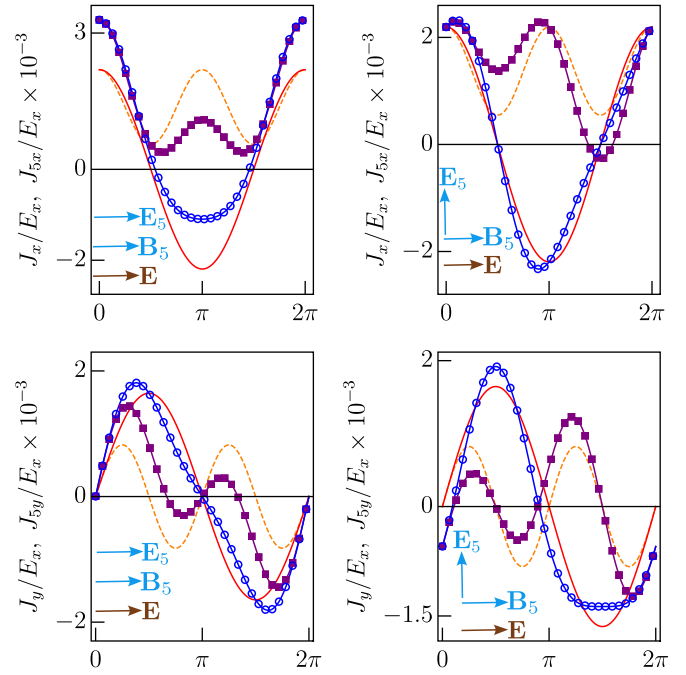 J_x/E_x, J_{5x}/E_x × 10^{-3}
3
0
−2
E_5
B_5
E
0
π
2π
J_x/E_x, J_{5x}/E_x × 10^{-3}
2
0
−2
E_5
B_5
E
0
π
2π
J_y/E_x, J_{5y}/E_x × 10^{-3}
2
0
−2
E_5
B_5
E
0
π
2π
J_y/E_x, J_{5y}/E_x × 10^{-3}
2
0
−1.5
E_5
B_5
E
0
π
2π